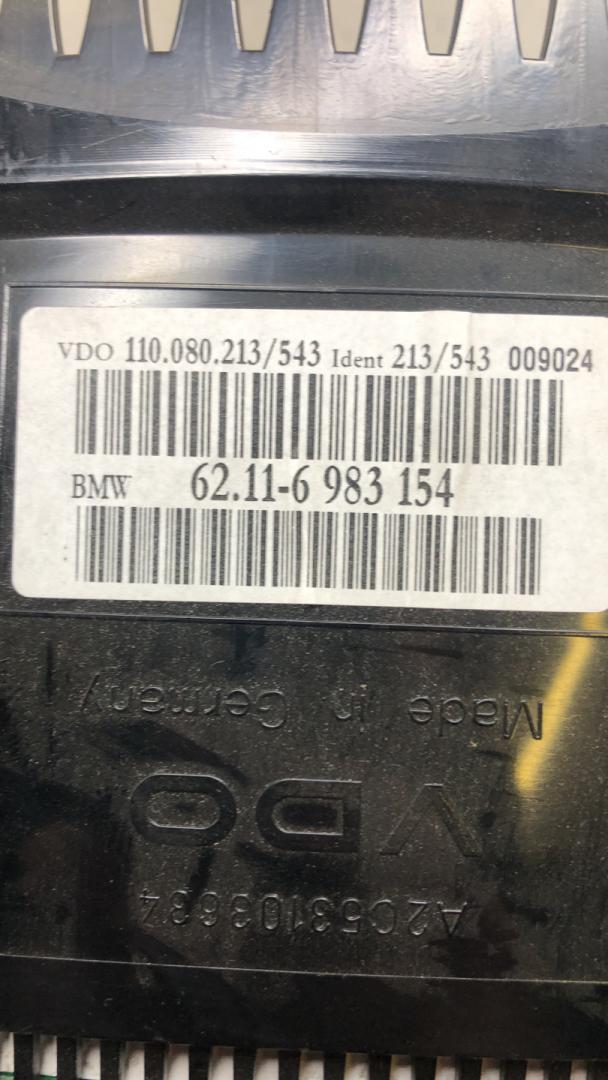 VDO 110.080.213/543 Ident 213/543 009024
BMW 62.11-6 983 154
Made in Germany
VDO
A2C53103634